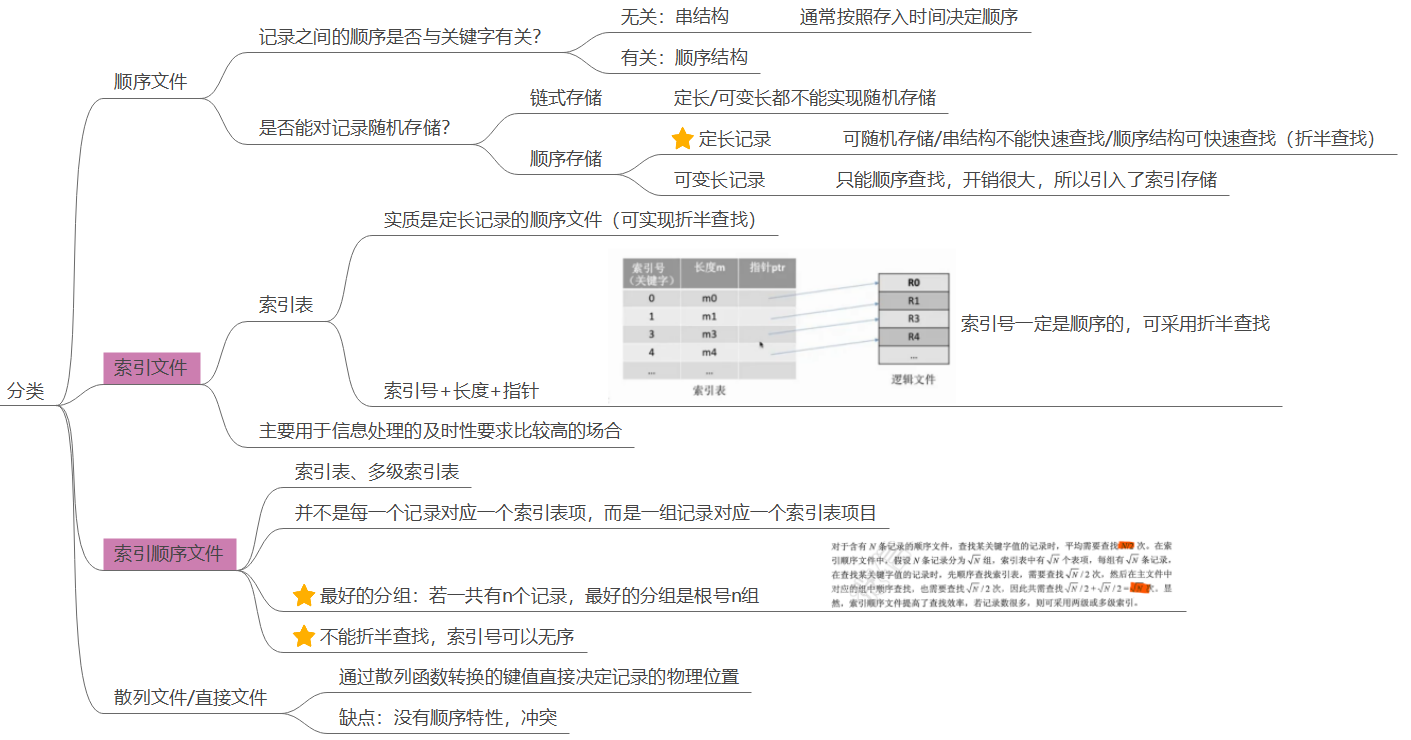 分类
顺序文件
记录之间的顺序是否与关键字有关？
无关：串结构 通常按照存入时间决定顺序
有关：顺序结构
是否能对记录随机存储？
链式存储 定长/可变长都不能实现随机存储
顺序存储
定长记录 可随机存储/串结构不能快速查找/顺序结构可快速查找（折半查找）
可变长记录 只能顺序查找，开销很大，所以引入了索引存储
索引文件
索引表
实质是定长记录的顺序文件（可实现折半查找）
索引号+长度+指针
索引号 长度m 指针ptr
（关键字）
0 m0
1 m1
3 m3
4 m4
... ...
索引表
R0
R1
R3
R4
...
逻辑文件
索引号一定是顺序的，可采用折半查找
主要用于信息处理的及时性要求比较高的场合
索引顺序文件
索引表、多级索引表
并不是每一个记录对应一个索引表项，而是一组记录对应一个索引表项目
最好的分组：若一共有n个记录，最好的分组是根号n组
对于含有 N 条记录的顺序文件，查找某关键字值的记录时，平均需要查找 N/2 次。在索
引顺序文件中，假设 N 条记录分为 √N 组，索引表中有 √N 个表项，每组有 √N 条记录，
在查找某关键字值的记录时，先顺序查找索引表，需要查找 √N / 2 次，然后在主文件中
对应的组中顺序查找，也需要查找 √N / 2 次，因此共需查找 √N / 2 + √N / 2 = √N 次。显
然，索引顺序文件提高了查找效率，若记录数很多，则可采用两级或多级索引。
不能折半查找，索引号可以无序
散列文件/直接文件
通过散列函数转换的键值直接决定记录的物理位置
缺点：没有顺序特性，冲突